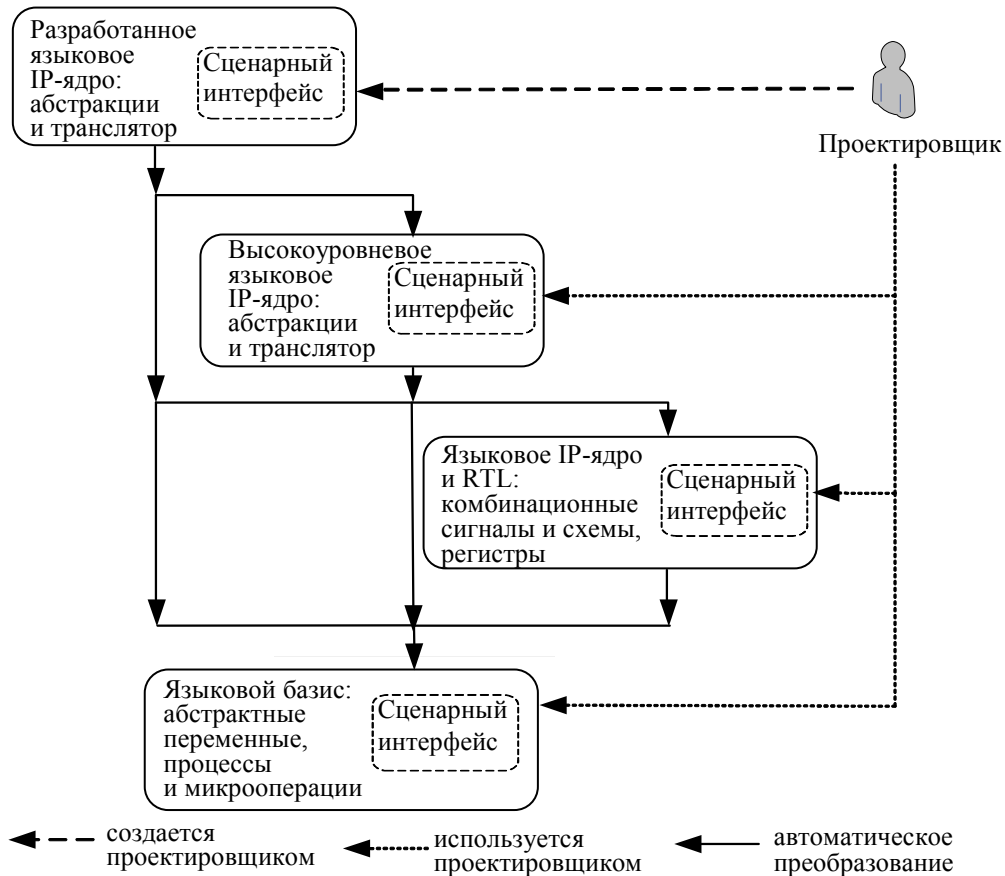 Разработанное
языковое
IP-ядро:
абстракции
и транслятор
Сценарный
интерфейс
Проектировщик
Высокоуровневое
языковое
IP-ядро:
абстракции
и транслятор
Сценарный
интерфейс
Языковое IP-ядро
и RTL:
комбинационные
сигналы и схемы,
регистры
Сценарный
интерфейс
Языковой базис:
абстрактные
переменные,
процессы
и микрооперации
Сценарный
интерфейс
создается
проектировщиком
используется
проектировщиком
автоматическое
преобразование